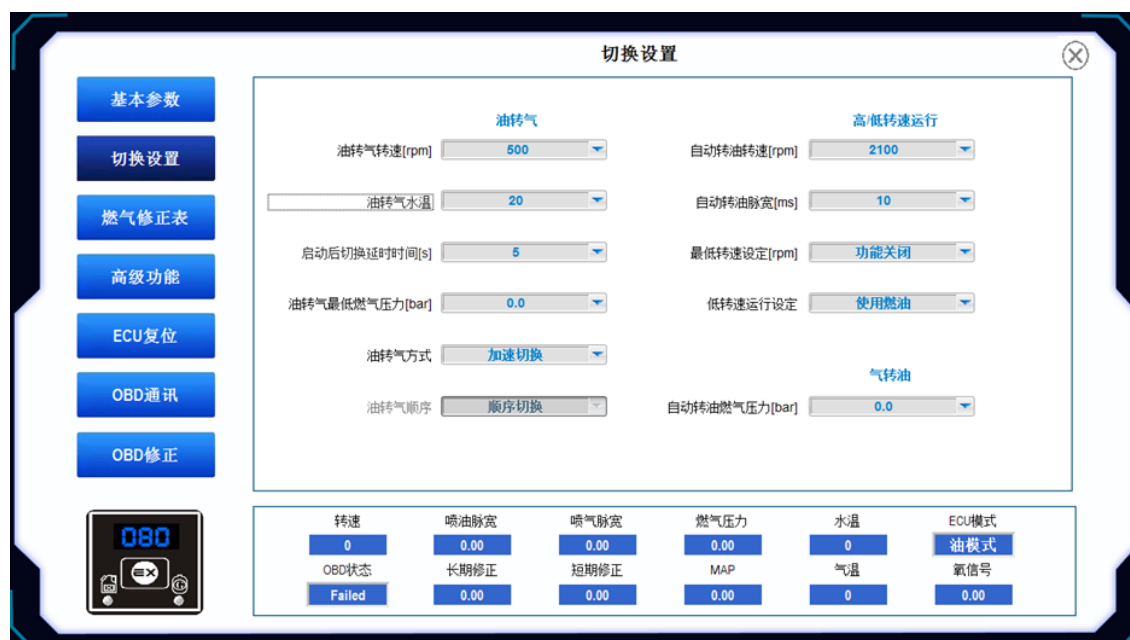 切换设置
基本参数
切换设置
燃气修正表
高级功能
ECU复位
OBD通讯
OBD修正
油转气
油转气转速[rpm] 500
油转气水温 20
启动后切换延时时间[s] 5
油转气最低燃气压力[bar] 0.0
油转气方式 加速切换
油转气顺序 顺序切换
高/低转速运行
自动转油转速[rpm] 2100
自动转油脉宽[ms] 10
最低转速设定[rpm] 功能关闭
低转速运行设定 使用燃油
气转油
自动转油燃气压力[bar] 0.0
080
EX
转速 喷油脉宽 喷气脉宽 燃气压力 水温 ECU模式
0 0.00 0.00 0.00 0 油模式
OBD状态 长期修正 短期修正 MAP 气温 氧信号
Failed 0.00 0.00 0.00 0 0.00